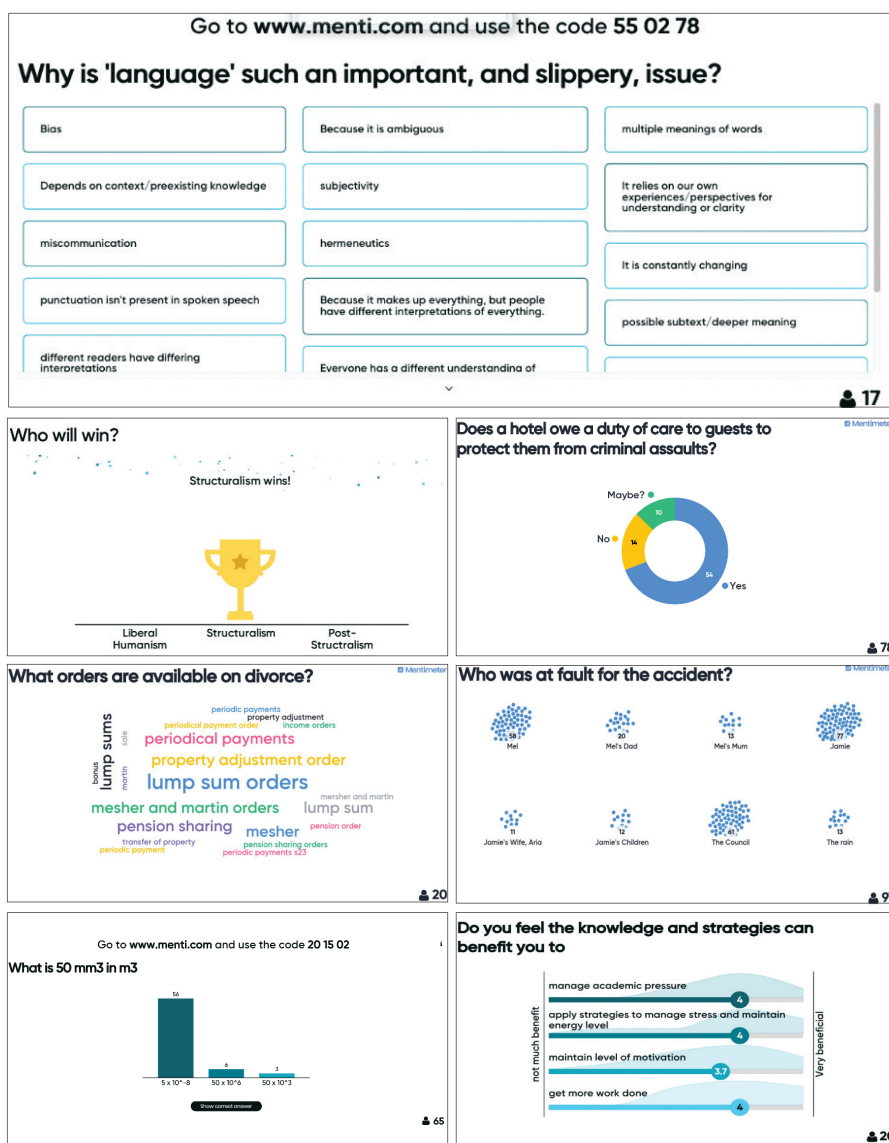 Go to www.menti.com and use the code 55 02 78
Why is 'language' such an important, and slippery, issue?
Bias
Because it is ambiguous
multiple meanings of words
Depends on context/preexisting knowledge
subjectivity
It relies on our own
experiences/perspectives for
understanding or clarity
miscommunication
hermeneutics
It is constantly changing
punctuation isn't present in spoken speech
Because it makes up everything, but people
have different interpretations of everything.
possible subtext/deeper meaning
different readers have differing
interpretations
Everyone has a different understanding of
17
Who will win?
Structuralism wins!
Liberal
Humanism
Structuralism
Post-
Structralism
Does a hotel owe a duty of care to guests to
protect them from criminal assaults?
Mentimete
Maybe?
10
No
14
54
Yes
78
What orders are available on divorce?
Mentimeter
periodic payments
property adjustment
periodical payment order
income orders
lump sums
sale
periodical payments
bonus
martin
property adjustment order
lump sum orders
mersher and martin
mesher and martin orders
lump sum
pension sharing
mesher
pension order
transfer of property
pension sharing orders
periodic payment
periodic payments s23
20
Who was at fault for the accident?
Mentimete
58
Mel
20
Mel's Dad
13
Mel's Mum
77
Jamie
11
Jamie's Wife, Aria
12
Jamie's Children
61
The Council
13
The rain
9
Go to www.menti.com and use the code 20 15 02
What is 50 mm3 in m3
56
6
3
5 x 10^-8
50 x 10^6
50 x 10^3
Show correct answer
65
Do you feel the knowledge and strategies can
benefit you to
not much benefit
Very beneficial
manage academic pressure
4
apply strategies to manage stress and maintain
energy level
4
maintain level of motivation
3.7
get more work done
4
20